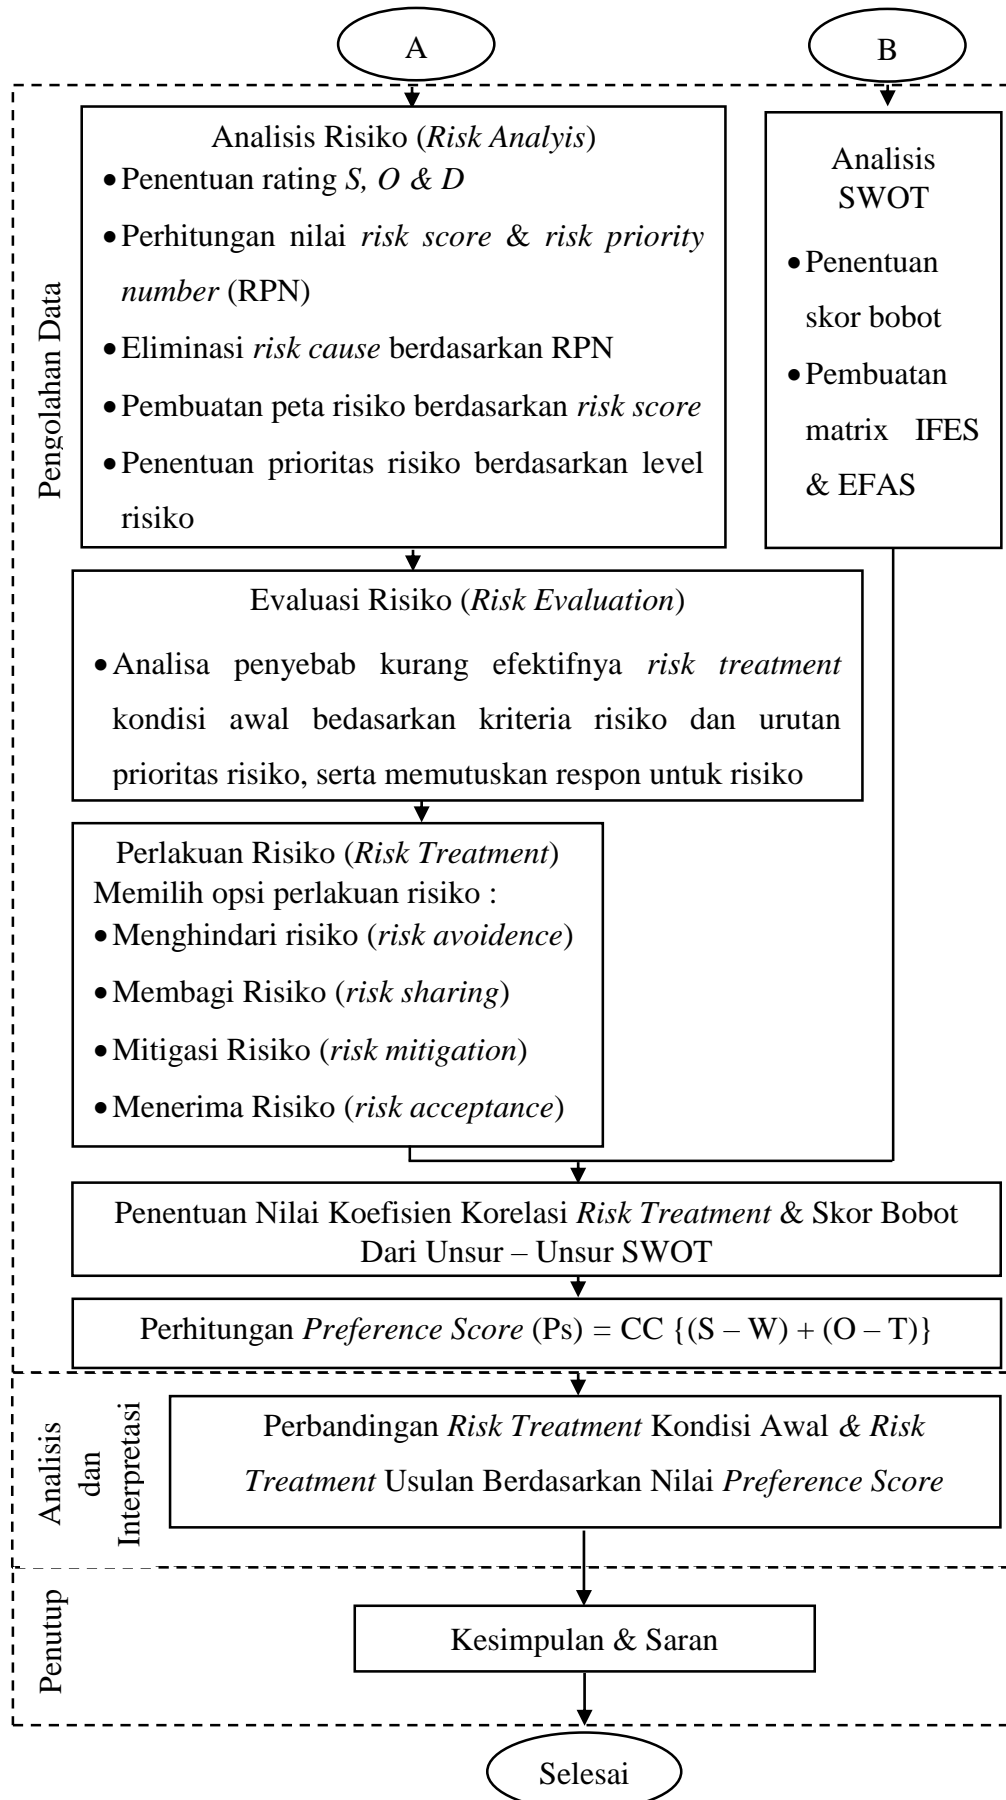 A
B
Pengolahan Data
Analisis Risiko (Risk Analyis)
•Penentuan rating S, O & D
•Perhitungan nilai risk score & risk priority
number (RPN)
•Eliminasi risk cause berdasarkan RPN
•Pembuatan peta risiko berdasarkan risk score
•Penentuan prioritas risiko berdasarkan level
risiko
Analisis
SWOT
•Penentuan
skor bobot
•Pembuatan
matrix IFES
& EFAS
Evaluasi Risiko (Risk Evaluation)
•Analisa penyebab kurang efektifnya risk treatment
kondisi awal bedasarkan kriteria risiko dan urutan
prioritas risiko, serta memutuskan respon untuk risiko
Perlakuan Risiko (Risk Treatment)
Memilih opsi perlakuan risiko :
•Menghindari risiko (risk avoidence)
•Membagi Risiko (risk sharing)
•Mitigasi Risiko (risk mitigation)
•Menerima Risiko (risk acceptance)
Penentuan Nilai Koefisien Korelasi Risk Treatment & Skor Bobot
Dari Unsur – Unsur SWOT
Perhitungan Preference Score (Ps) = CC {(S – W) + (O – T)}
Analisis
dan
Interpretasi
Perbandingan Risk Treatment Kondisi Awal & Risk
Treatment Usulan Berdasarkan Nilai Preference Score
Penutup
Kesimpulan & Saran
Selesai